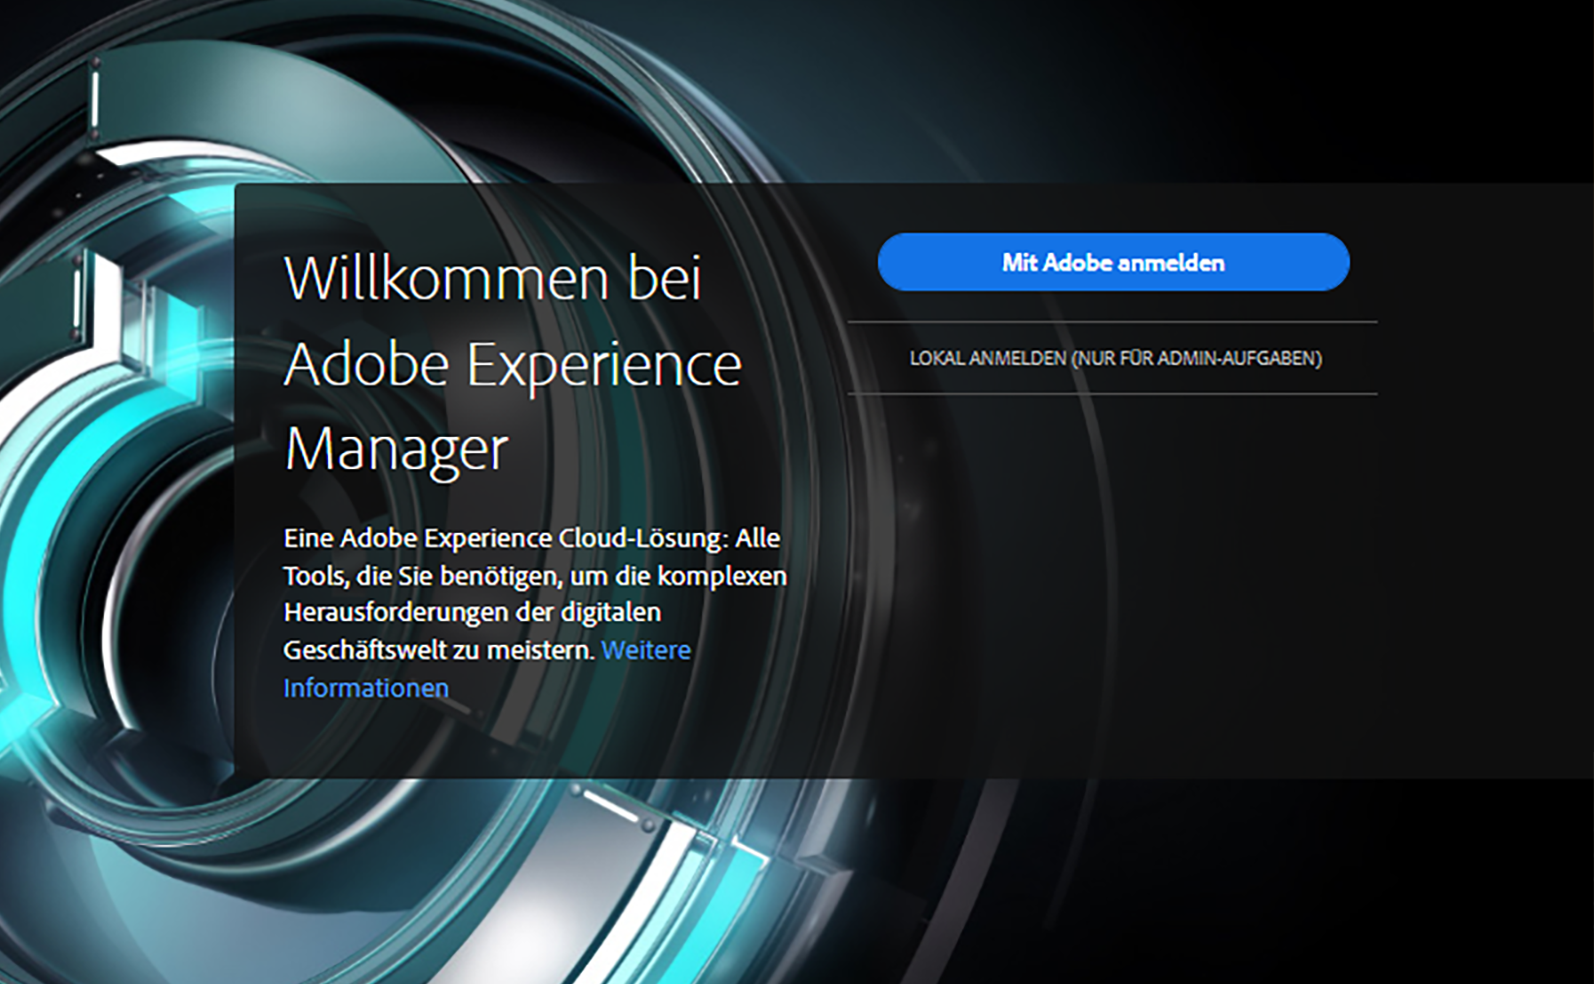 Willkommen bei
Adobe Experience
Manager
Eine Adobe Experience Cloud-Lösung: Alle
Tools, die Sie benötigen, um die komplexen
Herausforderungen der digitalen
Geschäftswelt zu meistern. Weitere
Informationen
Mit Adobe anmelden
LOKAL ANMELDEN (NUR FÜR ADMIN-AUFGABEN)